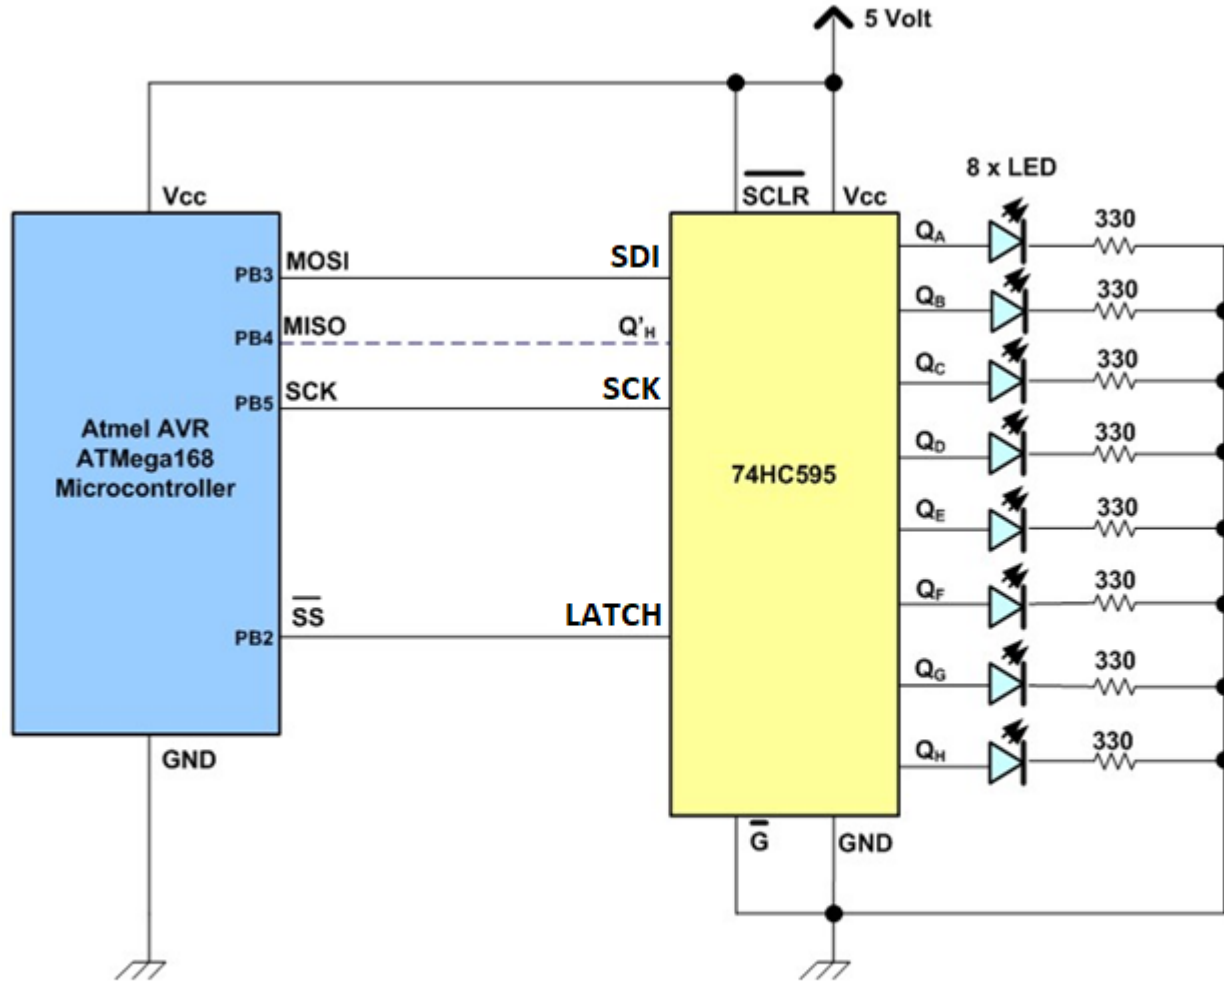 5 Volt
8 x LED
Vcc
SCLR
Vcc
PB3
MOSI
SDI
PB4
MISO
Q'H
PB5
SCK
SCK
Atmel AVR
ATMega168
Microcontroller
74HC595
PB2
SS
LATCH
GND
G
GND
QA
330
QB
330
QC
330
QD
330
QE
330
QF
330
QG
330
QH
330